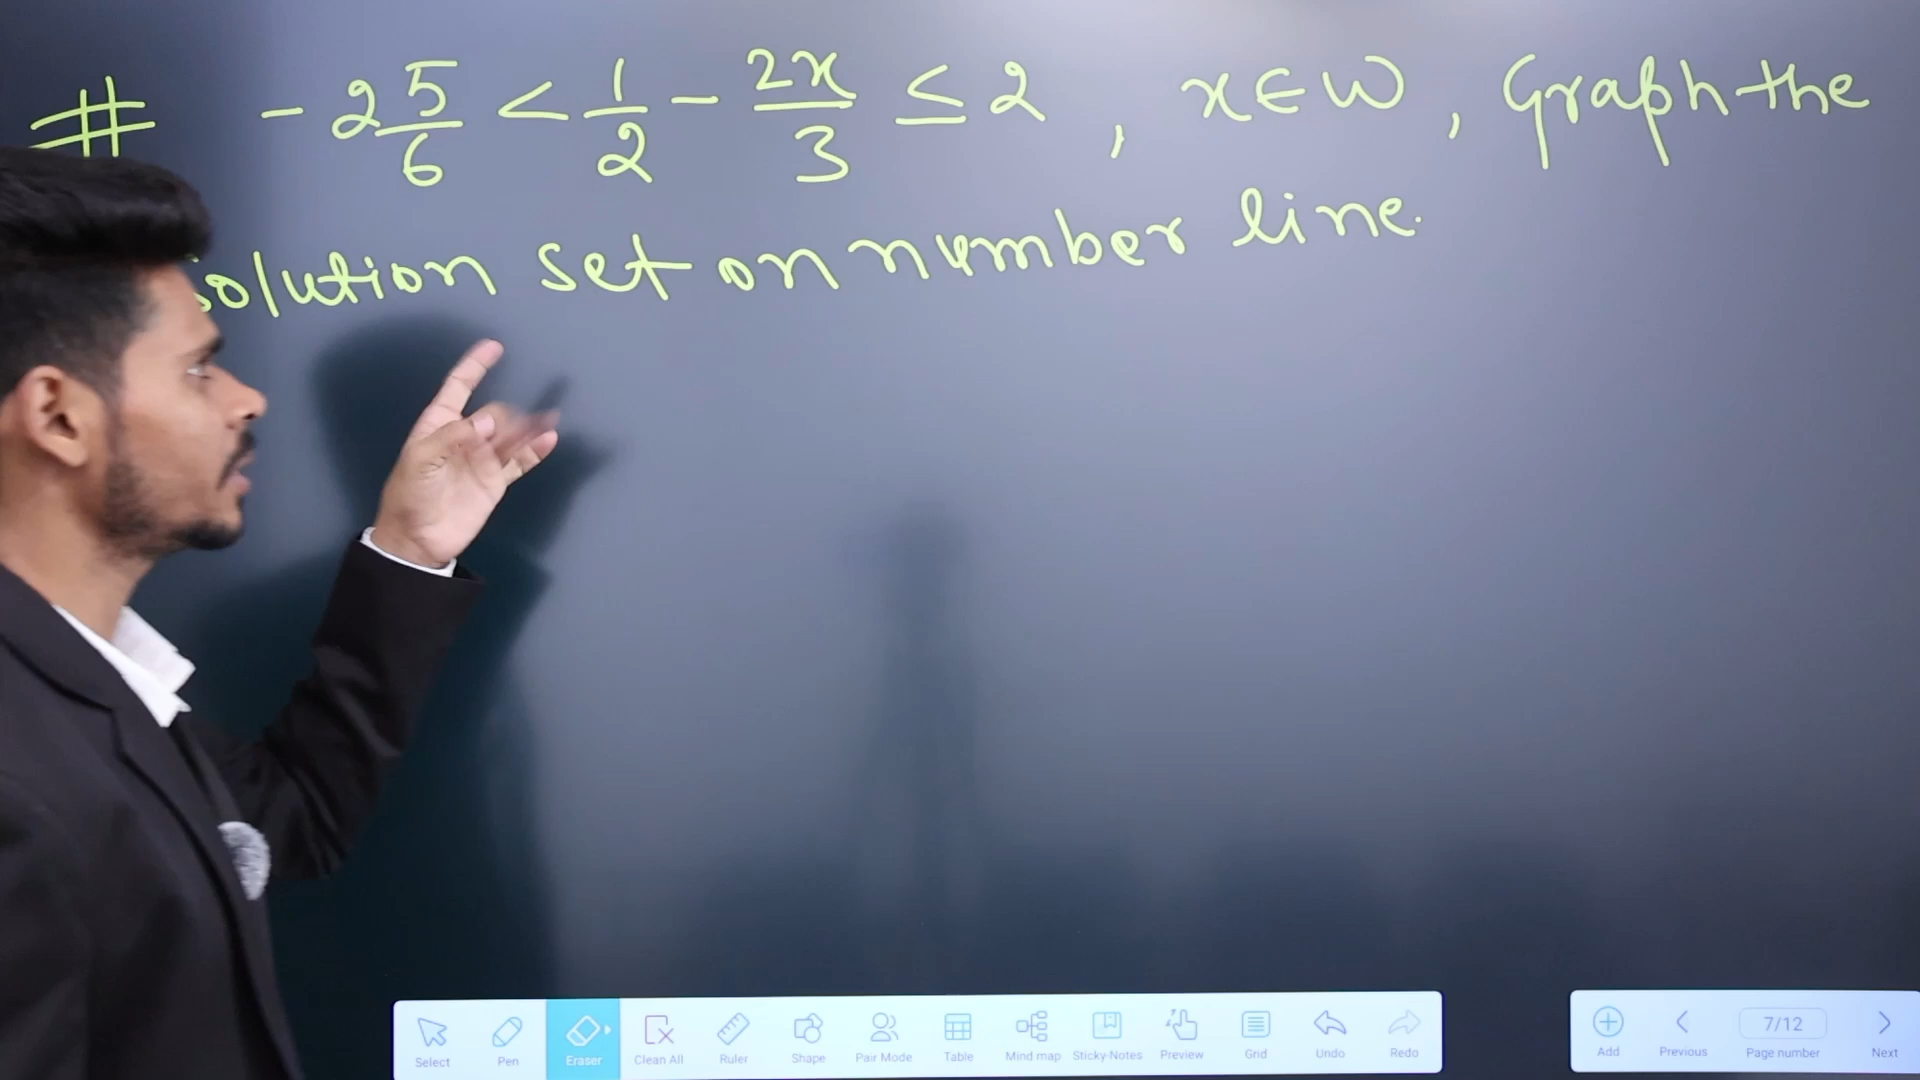 # -2 5/6 < 1/2 - 2x/3 ≤ 2 , x∈W , Graph the
Solution set on number line.
Select Pen Eraser Clean All Ruler Shape Pair Mode Table Mind map Sticky-Notes Preview Grid Undo Redo
Add Previous 7/12 Page number Next